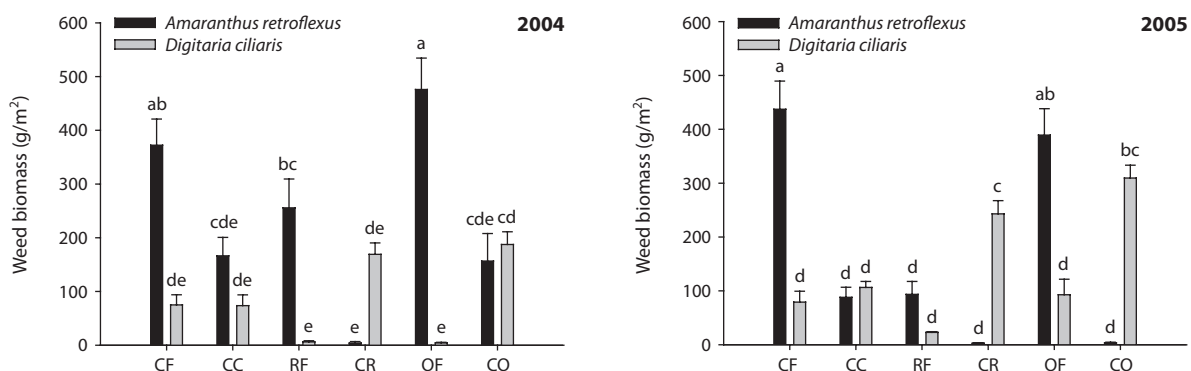 Amaranthus retroflexus
Digitaria ciliaris
2004
Weed biomass (g/m²)
600
500
400
300
200
100
0
ab
de
cde
de
bc
e
e
de
a
e
cde
cd
CF CC RF CR OF CO
Amaranthus retroflexus
Digitaria ciliaris
2005
Weed biomass (g/m²)
600
500
400
300
200
100
0
a
d
d
d
d
d
d
c
ab
d
d
bc
CF CC RF CR OF CO